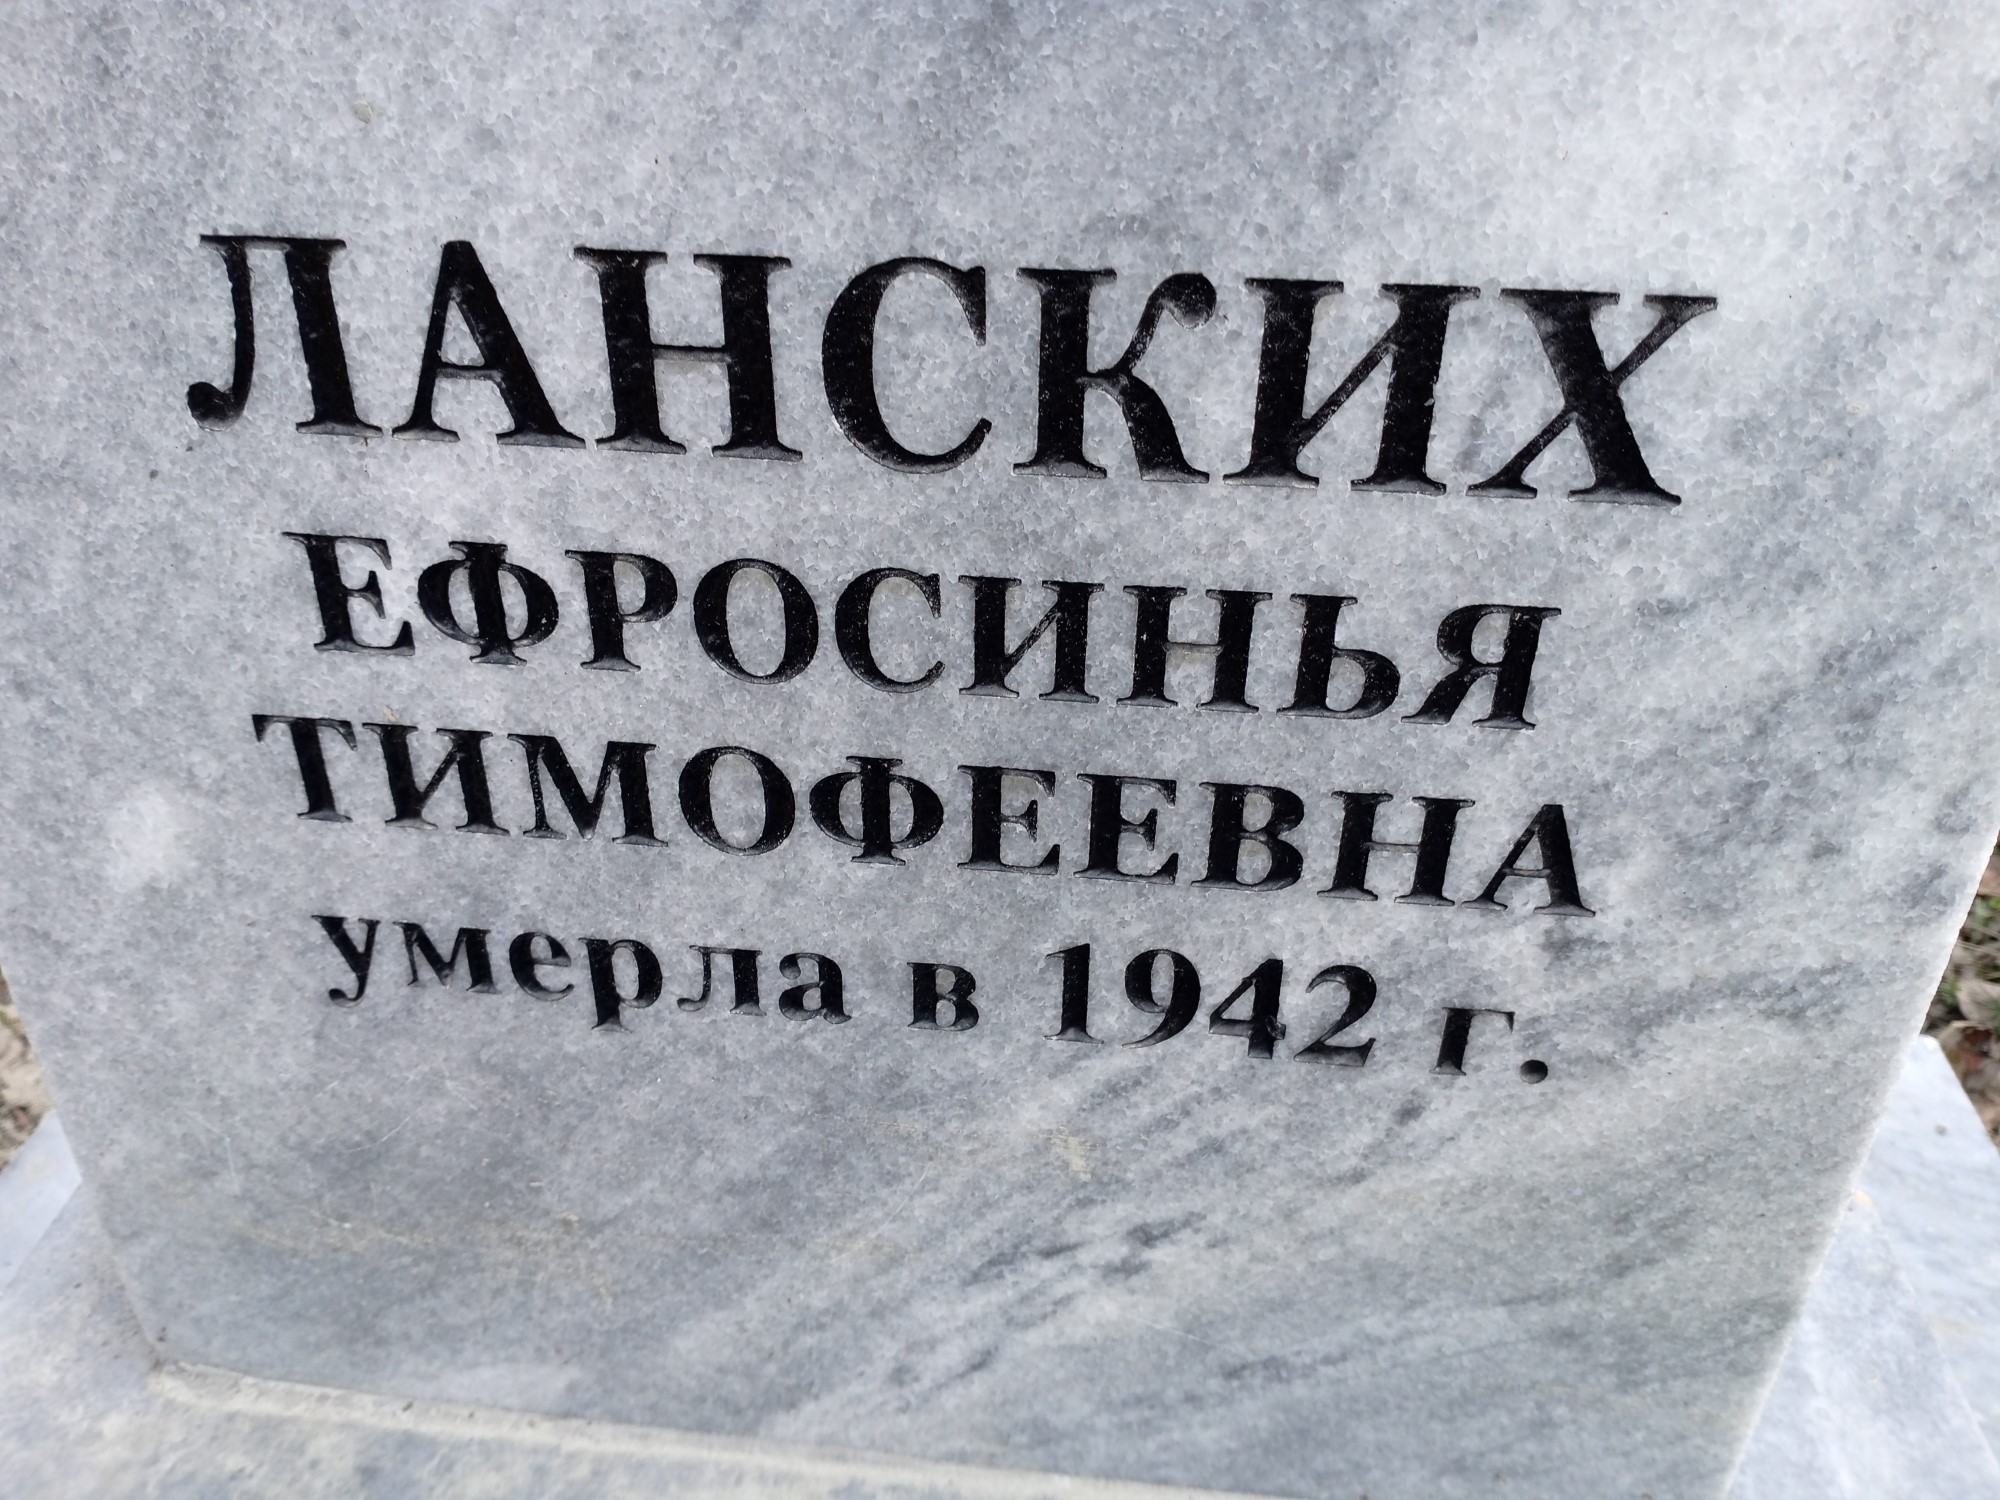 ЛАНСКИХ
ЕФРОСИНЬЯ
ТИМОФЕЕВНА
умерла в 1942 г.